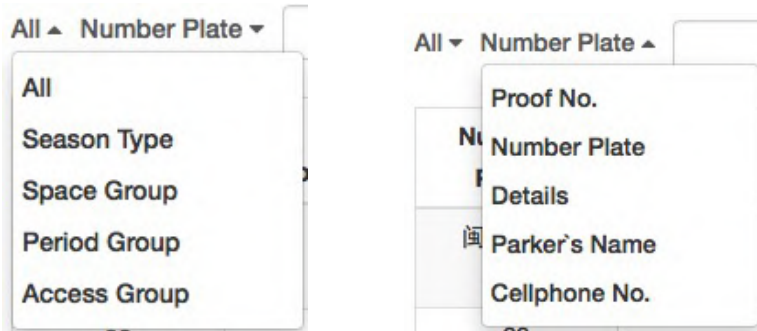 All Number Plate
All
Season Type
Space Group
Period Group
Access Group
All Number Plate
Proof No.
Number Plate
Details
Parker`s Name
Cellphone No.
闽